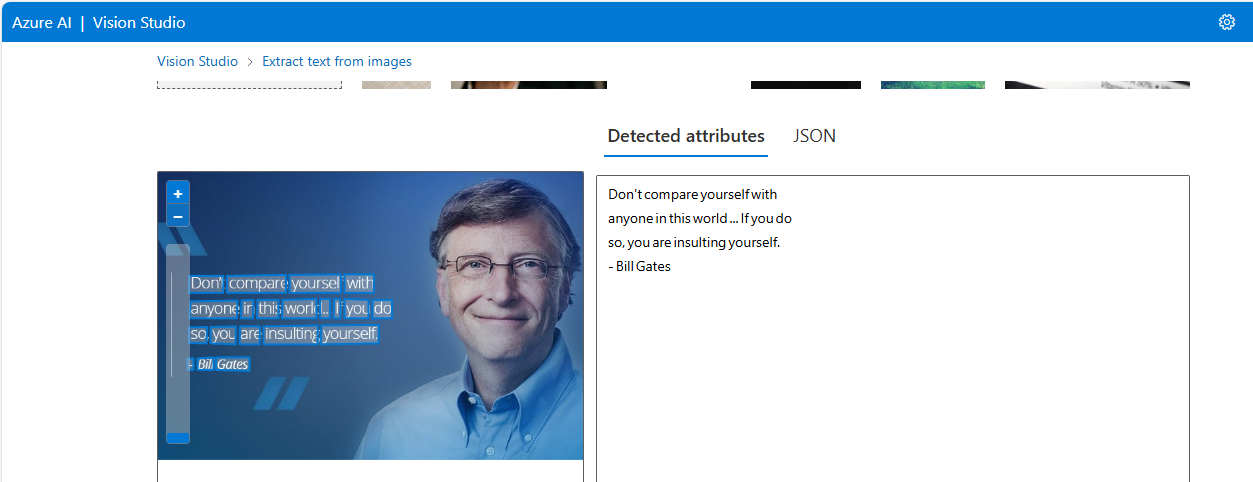 Azure AI | Vision Studio
Vision Studio > Extract text from images
Detected attributes JSON
+
−
Don't compare yourself with
anyone in this world... If you do
so, you are insulting yourself.
- Bill Gates
Don't compare yourself with
anyone in this world ... If you do
so, you are insulting yourself.
- Bill Gates